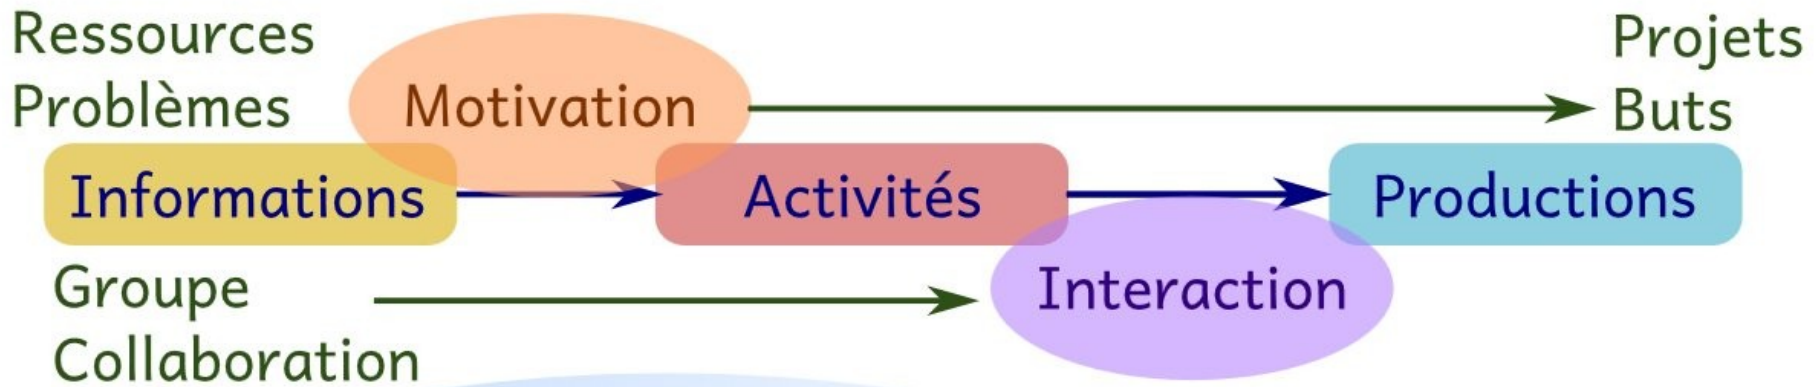 Ressources
Problèmes
Motivation
Projets
Buts
Informations
Activités
Productions
Groupe
Collaboration
Interaction